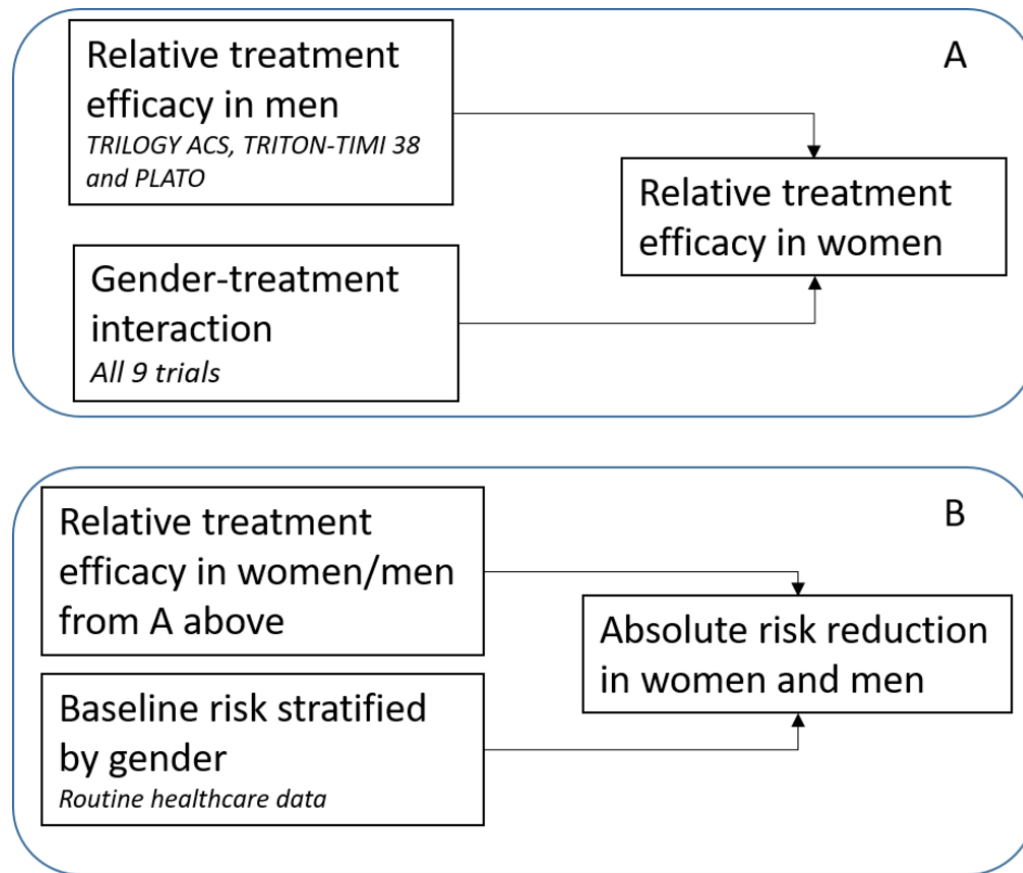 Relative treatment
efficacy in men
TRILOGY ACS, TRITON-TIMI 38
and PLATO
A
Relative treatment
efficacy in women
Gender-treatment
interaction
All 9 trials
Relative treatment
efficacy in women/men
from A above
B
Absolute risk reduction
in women and men
Baseline risk stratified
by gender
Routine healthcare data